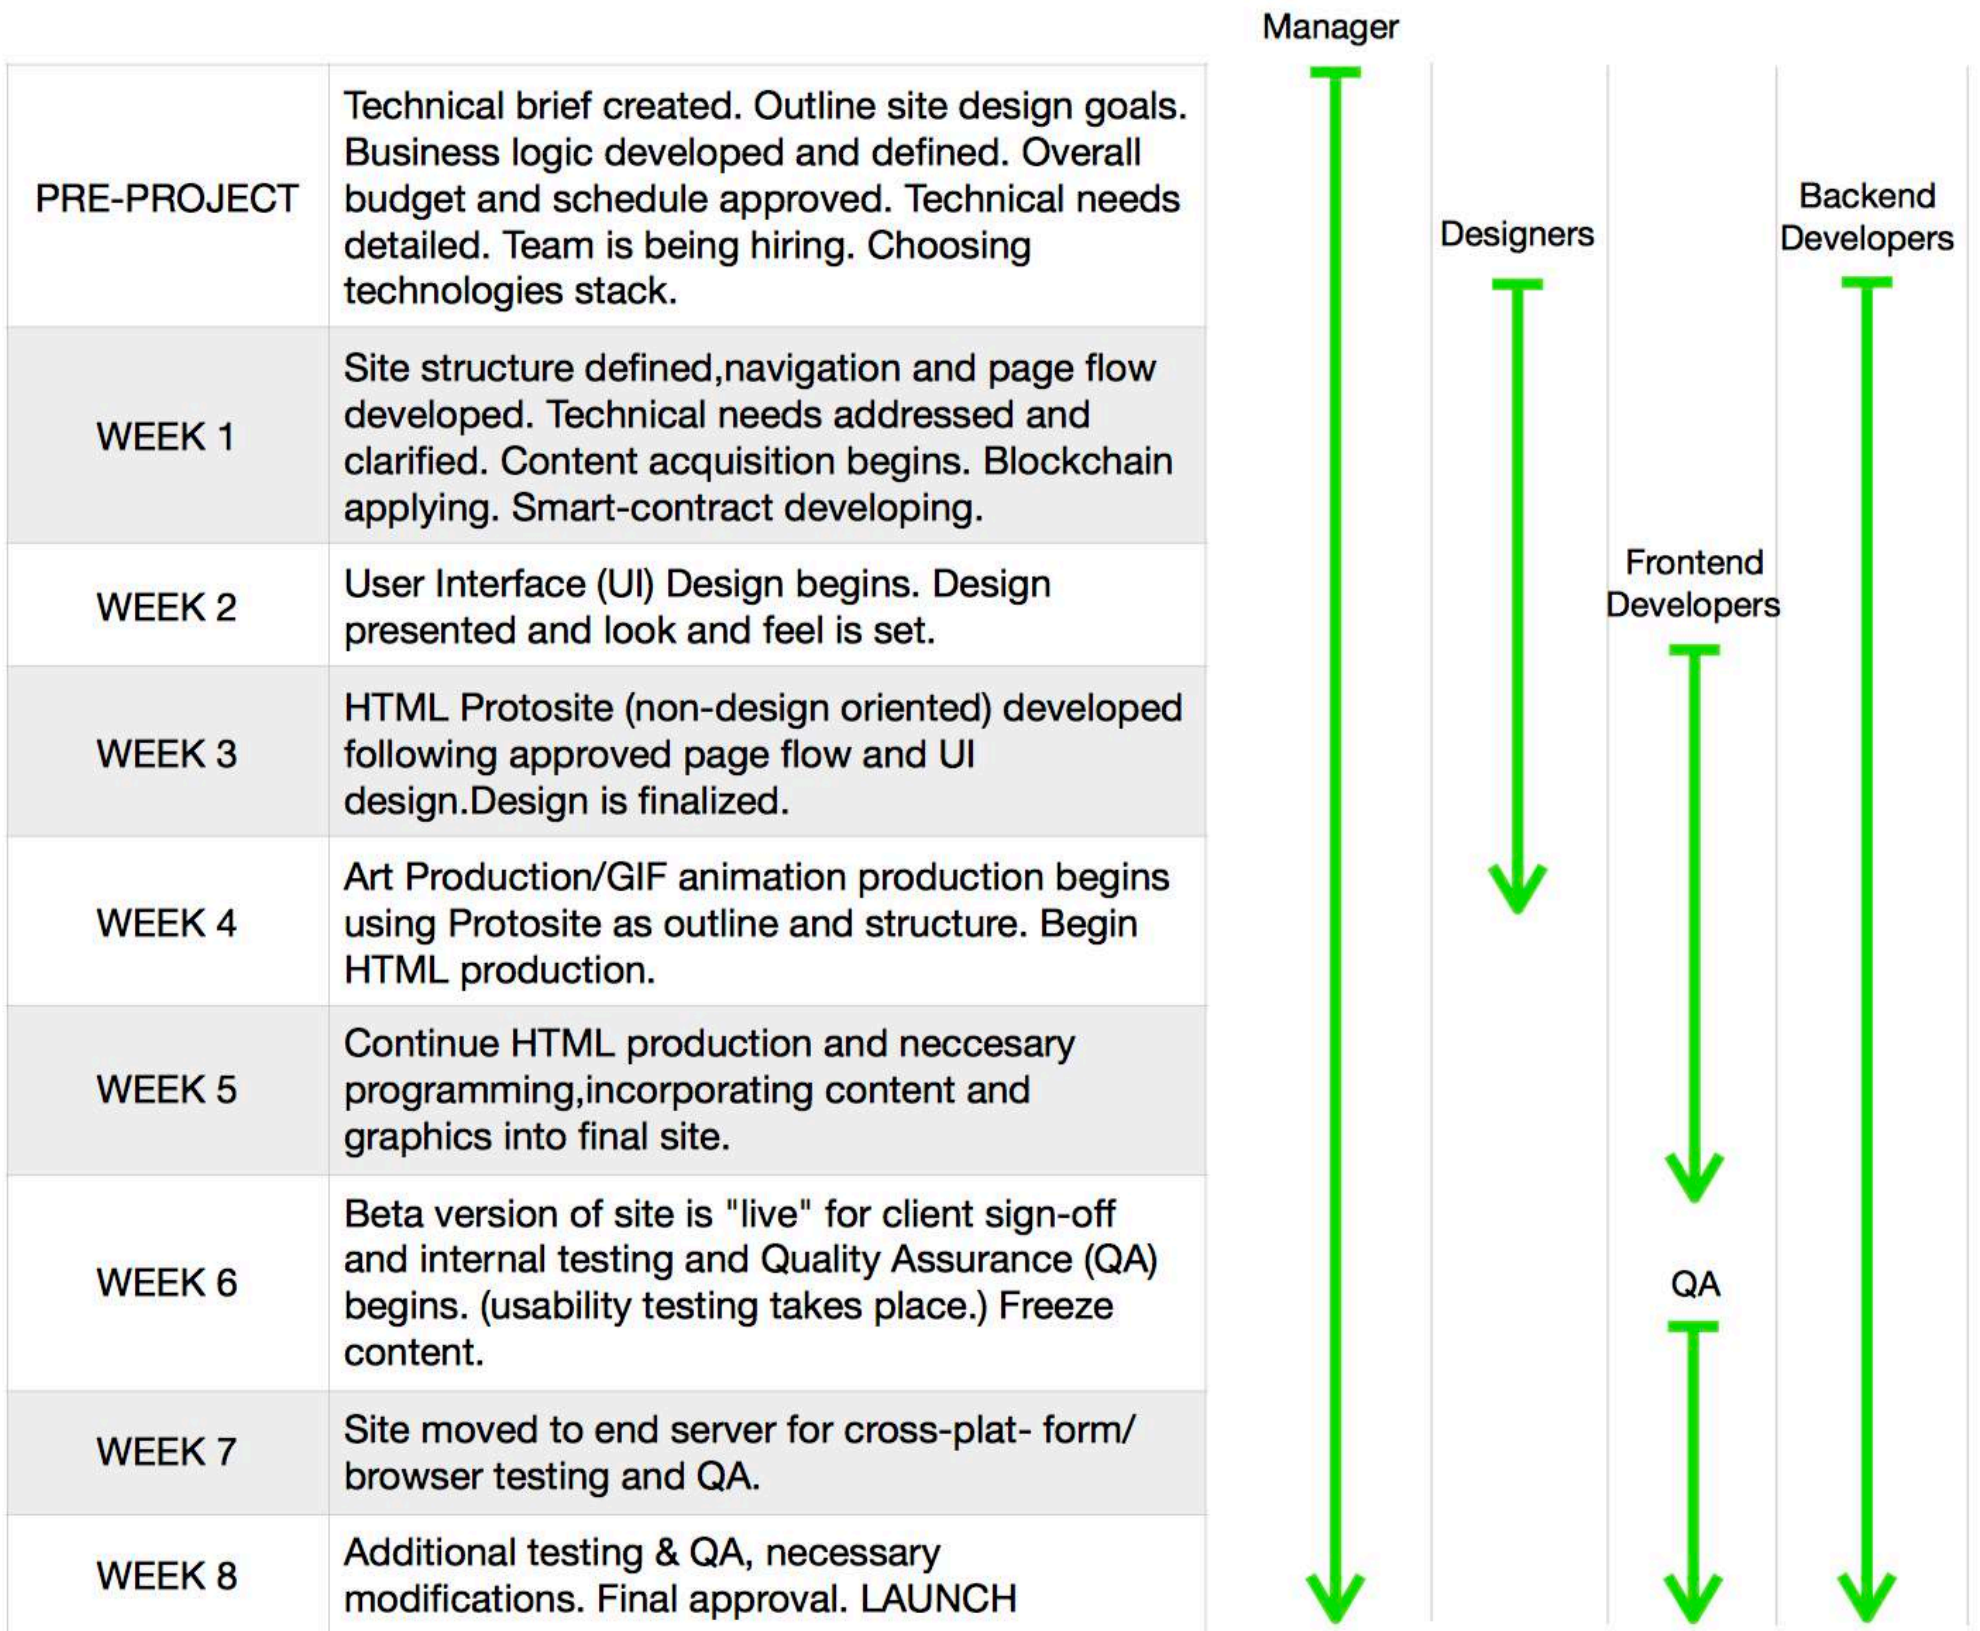 Manager
PRE-PROJECT
Technical brief created. Outline site design goals.
Business logic developed and defined. Overall
budget and schedule approved. Technical needs
detailed. Team is being hiring. Choosing
technologies stack.
Designers
Backend
Developers
WEEK 1
Site structure defined,navigation and page flow
developed. Technical needs addressed and
clarified. Content acquisition begins. Blockchain
applying. Smart-contract developing.
WEEK 2
User Interface (UI) Design begins. Design
presented and look and feel is set.
Frontend
Developers
WEEK 3
HTML Protosite (non-design oriented) developed
following approved page flow and UI
design.Design is finalized.
WEEK 4
Art Production/GIF animation production begins
using Protosite as outline and structure. Begin
HTML production.
WEEK 5
Continue HTML production and neccesary
programming,incorporating content and
graphics into final site.
WEEK 6
Beta version of site is "live" for client sign-off
and internal testing and Quality Assurance (QA)
begins. (usability testing takes place.) Freeze
content.
QA
WEEK 7
Site moved to end server for cross-plat- form/
browser testing and QA.
WEEK 8
Additional testing & QA, necessary
modifications. Final approval. LAUNCH